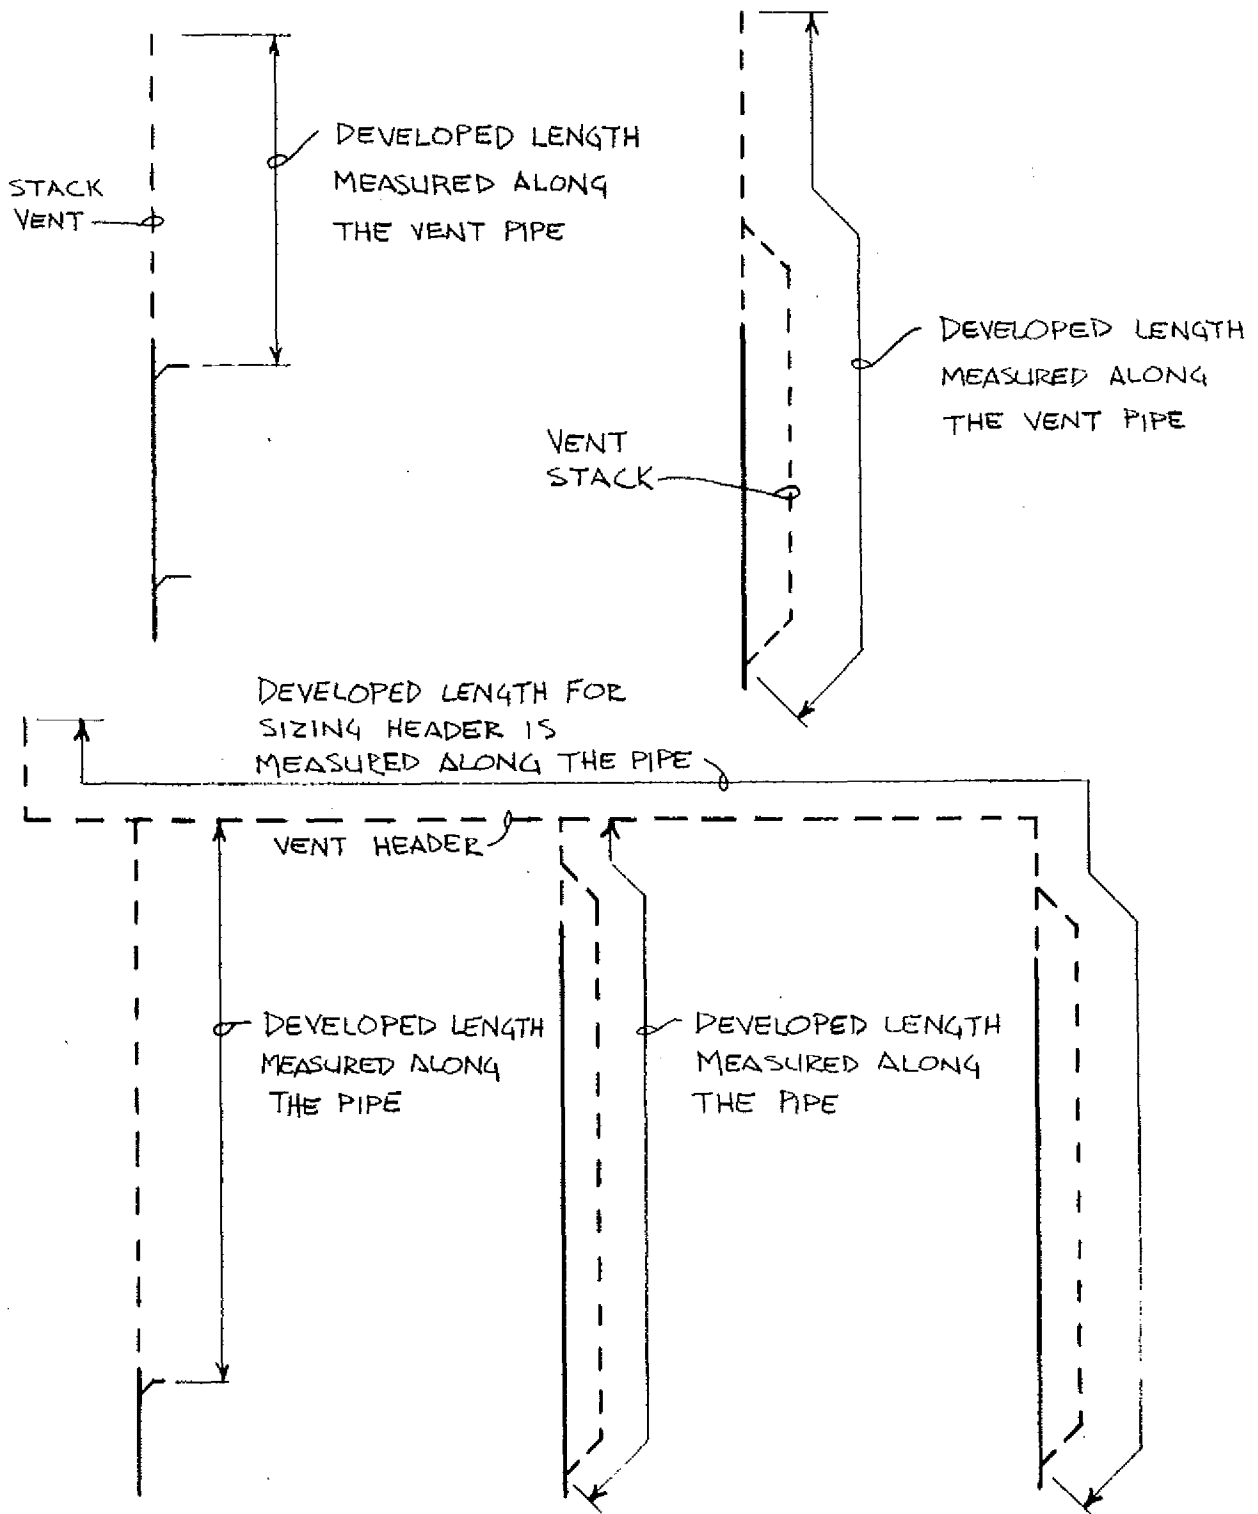 DEVELOPED LENGTH
MEASURED ALONG
THE VENT PIPE
STACK
VENT
DEVELOPED LENGTH
MEASURED ALONG
THE VENT PIPE
VENT
STACK
DEVELOPED LENGTH FOR
SIZING HEADER IS
MEASURED ALONG THE PIPE
VENT HEADER
DEVELOPED LENGTH
MEASURED ALONG
THE PIPE
DEVELOPED LENGTH
MEASURED ALONG
THE PIPE